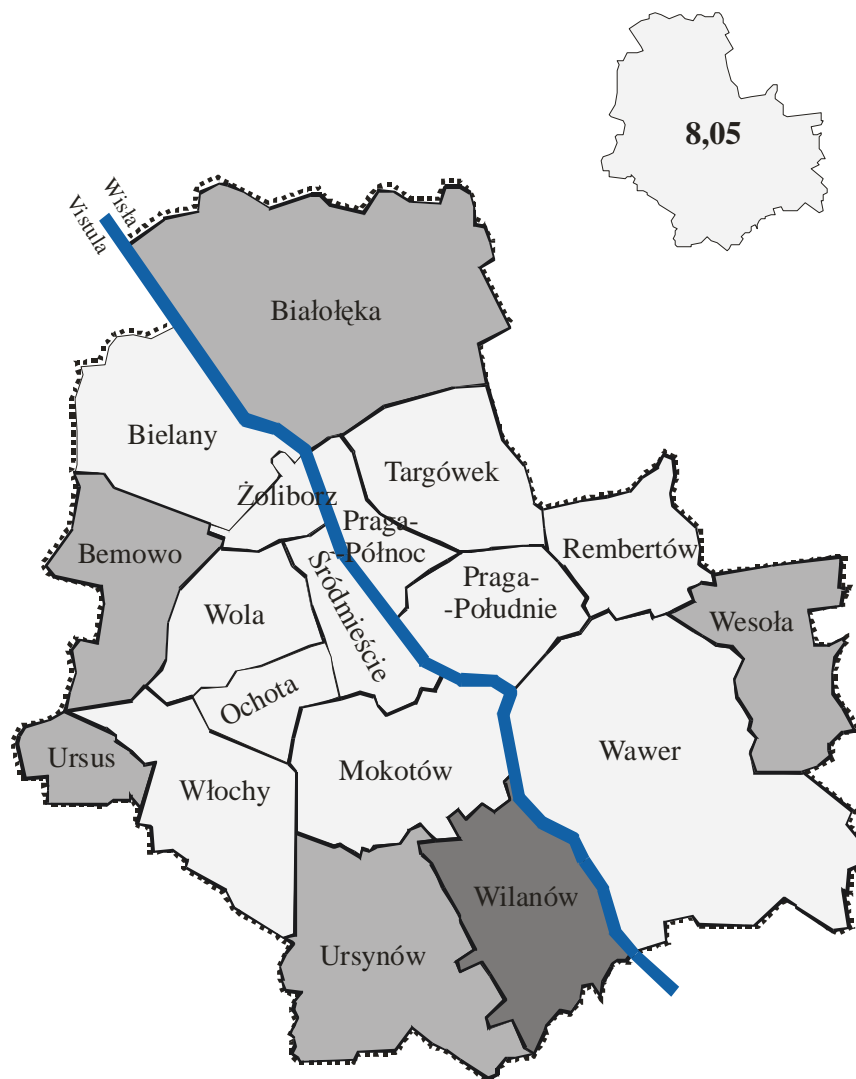 8,05
Wisła
Vistula
Białołęka
Bielany
Targówek
Żoliborz
Praga-
-Północ
Rembertów
Bemowo
Praga-
-Południe
Wola
Śródmieście
Wesoła
Ochota
Ursus
Włochy
Mokotów
Wawer
Wilanów
Ursynów